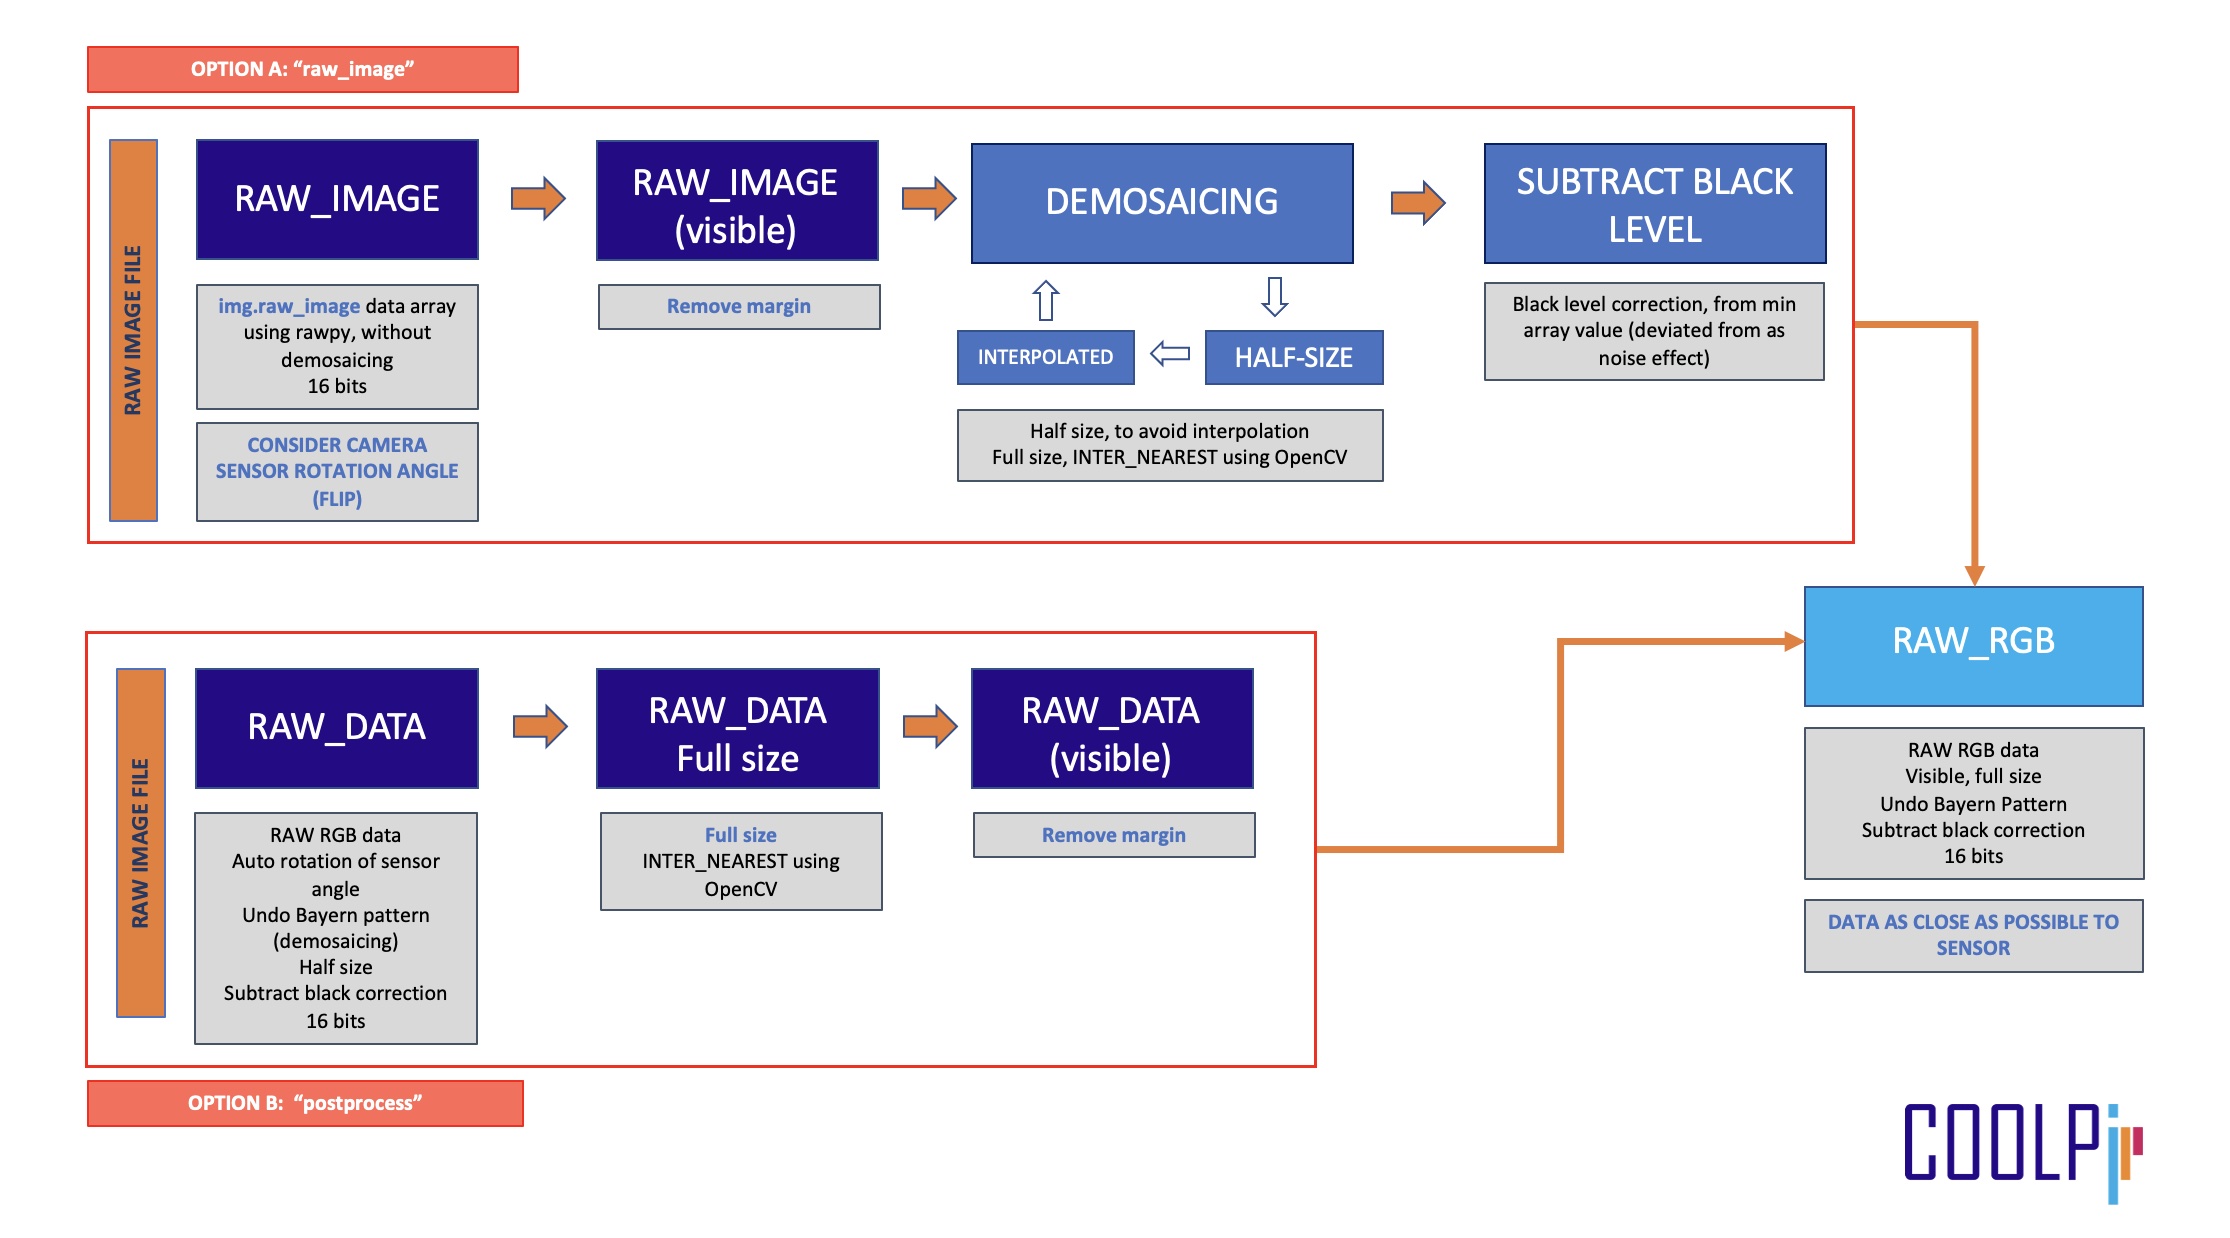 OPTION A: “raw_image”
RAW IMAGE FILE
RAW_IMAGE
img.raw_image data array
using rawpy, without
demosaicing
16 bits
CONSIDER CAMERA
SENSOR ROTATION ANGLE
(FLIP)
RAW_IMAGE
(visible)
Remove margin
DEMOSAICING
INTERPOLATED
HALF-SIZE
Half size, to avoid interpolation
Full size, INTER_NEAREST using OpenCV
SUBTRACT BLACK
LEVEL
Black level correction, from min
array value (deviated from as
noise effect)
RAW IMAGE FILE
RAW_DATA
RAW RGB data
Auto rotation of sensor
angle
Undo Bayern pattern
(demosaicing)
Half size
Subtract black correction
16 bits
RAW_DATA
Full size
Full size
INTER_NEAREST using
OpenCV
RAW_DATA
(visible)
Remove margin
OPTION B:  “postprocess”
RAW_RGB
RAW RGB data
Visible, full size
Undo Bayern Pattern
Subtract black correction
16 bits
DATA AS CLOSE AS POSSIBLE TO
SENSOR
COOLPi